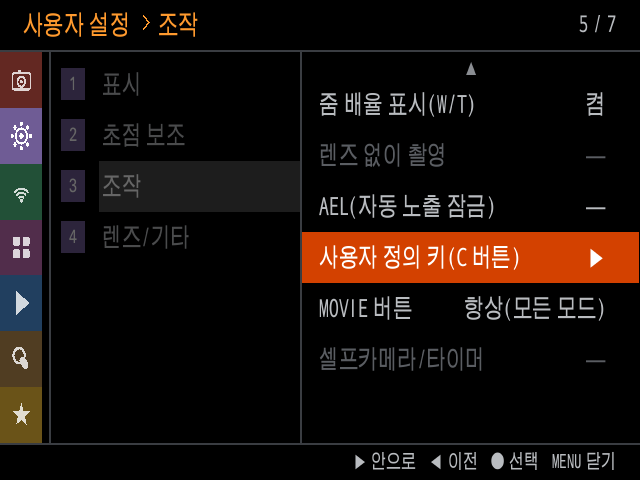 사용자 설정 > 조작
5 / 7
1 표시
2 초점 보조
3 조작
4 렌즈/기타
▲
줌 배율 표시(W/T) 켬
렌즈 없이 촬영 —
AEL(자동 노출 잠금) —
사용자 정의 키(C 버튼) ▶
MOVIE 버튼 항상(모든 모드)
셀프카메라/타이머 —
▶ 안으로 ◀ 이전 ● 선택 MENU 닫기